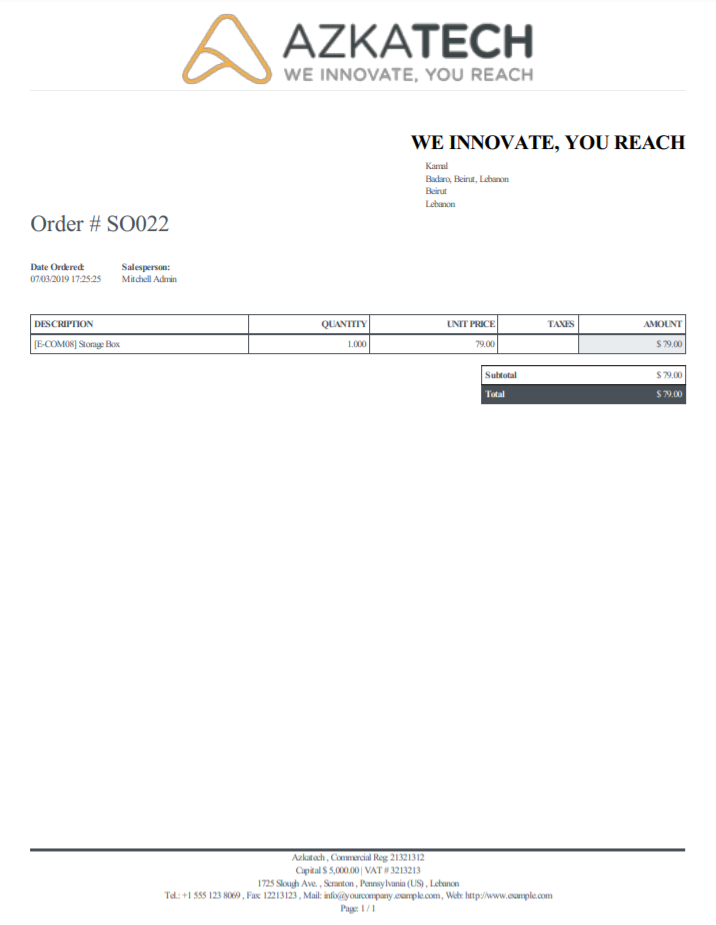 AZKATECH
WE INNOVATE, YOU REACH
WE INNOVATE, YOU REACH
Kamal
Badaro, Beirut, Lebanon
Beirut
Lebanon
Order # SO022
Date Ordered: Salesperson:
07/03/2019 17:25:25 Mitchell Admin
DESCRIPTION QUANTITY UNIT PRICE TAXES AMOUNT
[E-COM08] Storage Box 1.000 79.00 $ 79.00
Subtotal $ 79.00
Total $ 79.00
Azkatech , Commercial Reg: 21321312
Capital $ 5,000.00 | VAT # 3213213
1725 Slough Ave. , Scranton , Pennsylvania (US) , Lebanon
Tel.: +1 555 123 8069 , Fax: 12213123 , Mail: info@yourcompany.example.com , Web: http://www.example.com
Page: 1 / 1